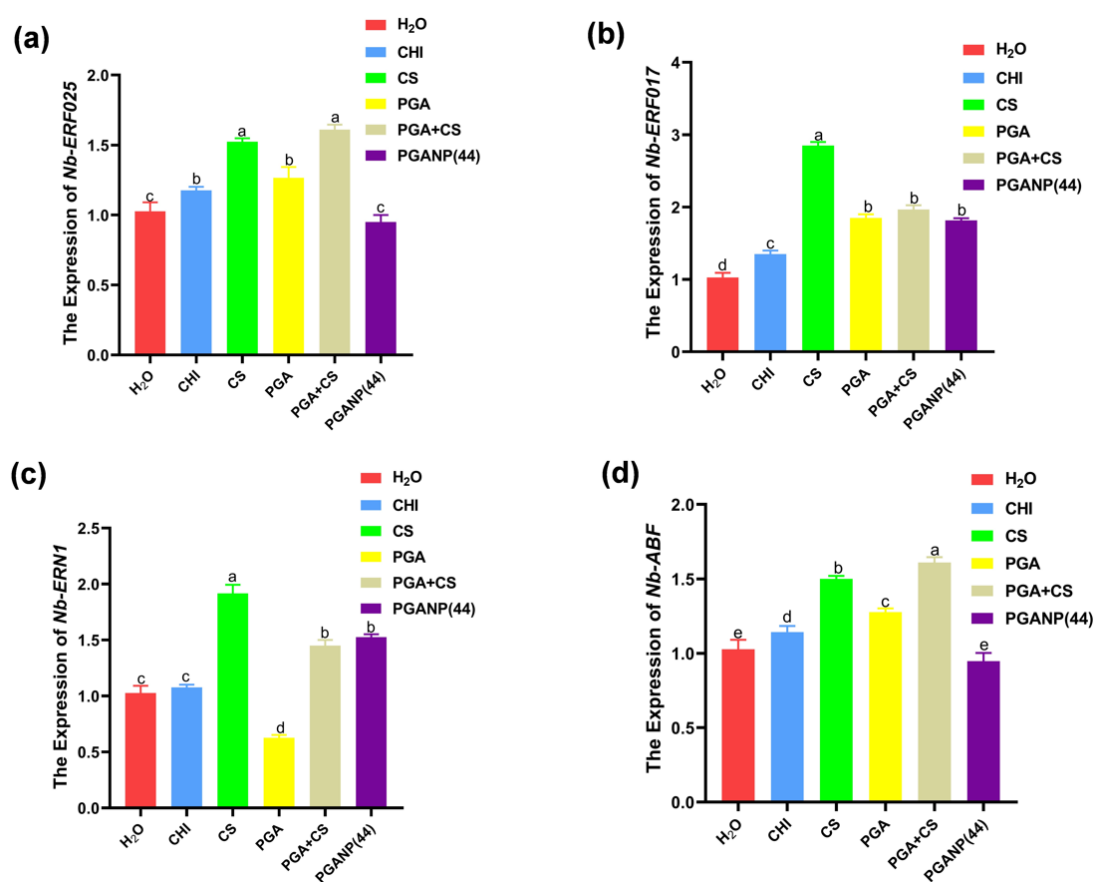 (a)
The Expression of Nb-ERF025
2.0
1.5
1.0
0.5
0.0
c
b
a
b
a
c
H₂O
CHI
CS
PGA
PGA+CS
PGANP(44)
H₂O
CHI
CS
PGA
PGA+CS
PGANP(44)
(b)
The Expression of Nb-ERF017
4
3
2
1
0
d
c
a
b
b
b
H₂O
CHI
CS
PGA
PGA+CS
PGANP(44)
H₂O
CHI
CS
PGA
PGA+CS
PGANP(44)
(c)
The Expression of Nb-ERN1
2.5
2.0
1.5
1.0
0.5
0.0
c
c
a
d
b
b
H₂O
CHI
CS
PGA
PGA+CS
PGANP(44)
H₂O
CHI
CS
PGA
PGA+CS
PGANP(44)
(d)
The Expression of Nb-ABF
2.0
1.5
1.0
0.5
0.0
e
d
b
c
a
e
H₂O
CHI
CS
PGA
PGA+CS
PGANP(44)
H₂O
CHI
CS
PGA
PGA+CS
PGANP(44)